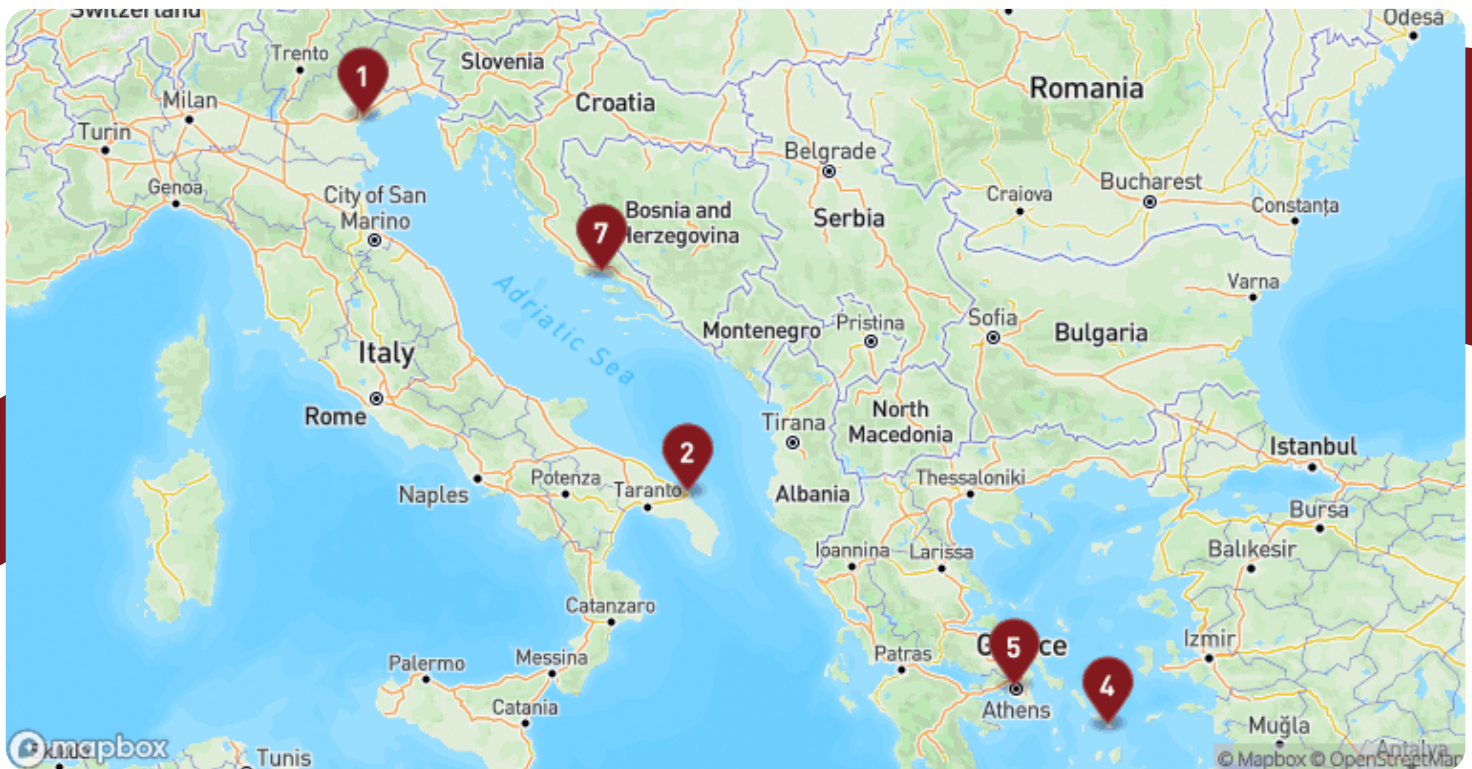 Switzerland
Odesa
Trento
Slovenia
1
Milan
Croatia
Romania
Turin
Belgrade
Genoa
City of San
Marino
Craiova
Bucharest
Constanța
Bosnia and
Herzegovina
7
Serbia
Adriatic Sea
Varna
Montenegro
Pristina
Sofia
Bulgaria
Italy
Rome
Tirana
North
Macedonia
Istanbul
2
Naples
Potenza
Taranto
Albania
Thessaloniki
Bursa
Ioannina
Larissa
Balıkesir
Catanzaro
Palermo
Messina
Patras
5
Izmir
4
Catania
Athens
Muğla
Antalya
mapbox
Tunis
© Mapbox © OpenStreetMap